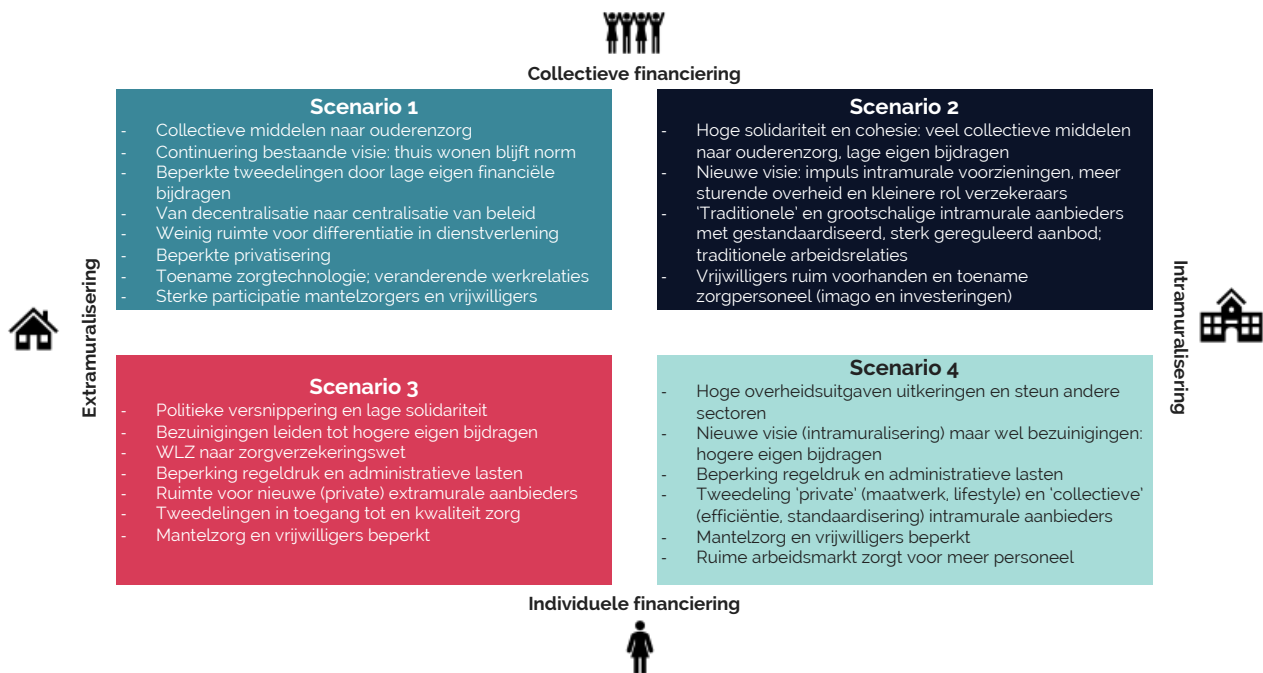 Collectieve financiering
Scenario 1
- Collectieve middelen naar ouderenzorg
- Continuering bestaande visie: thuis wonen blijft norm
- Beperkte tweedelingen door lage eigen financiële
bijdragen
- Van decentralisatie naar centralisatie van beleid
- Weinig ruimte voor differentiatie in dienstverlening
- Beperkte privatisering
- Toename zorgtechnologie; veranderende werkrelaties
- Sterke participatie mantelzorgers en vrijwilligers
Scenario 2
- Hoge solidariteit en cohesie: veel collectieve middelen
naar ouderenzorg, lage eigen bijdragen
- Nieuwe visie: impuls intramurale voorzieningen, meer
sturende overheid en kleinere rol verzekeraars
- ‘Traditionele’ en grootschalige intramurale aanbieders
met gestandaardiseerd, sterk gereguleerd aanbod;
traditionele arbeidsrelaties
- Vrijwilligers ruim voorhanden en toename
zorgpersoneel (imago en investeringen)
Extramuralisering
Intramuralisering
Scenario 3
- Politieke versnippering en lage solidariteit
- Bezuinigingen leiden tot hogere eigen bijdragen
- WLZ naar zorgverzekeringswet
- Beperking regeldruk en administratieve lasten
- Ruimte voor nieuwe (private) extramurale aanbieders
- Tweedelingen in toegang tot en kwaliteit zorg
- Mantelzorg en vrijwilligers beperkt
Scenario 4
- Hoge overheidsuitgaven uitkeringen en steun andere
sectoren
- Nieuwe visie (intramuralisering) maar wel bezuinigingen:
hogere eigen bijdragen
- Beperking regeldruk en administratieve lasten
- Tweedeling ‘private’ (maatwerk, lifestyle) en ‘collectieve’
(efficiëntie, standaardisering) intramurale aanbieders
- Mantelzorg en vrijwilligers beperkt
- Ruime arbeidsmarkt zorgt voor meer personeel
Individuele financiering